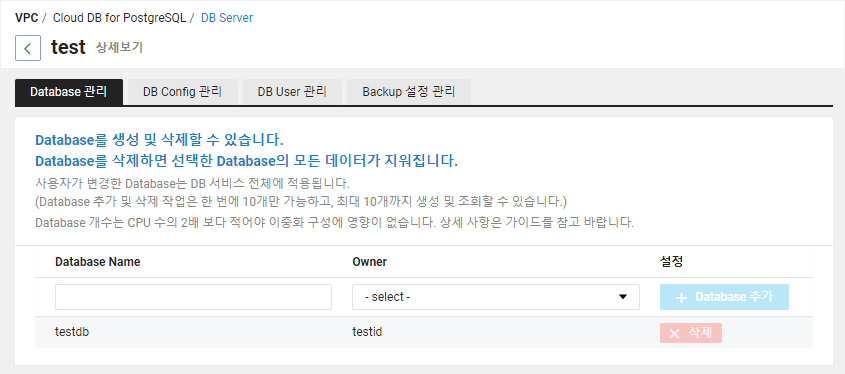 VPC / Cloud DB for PostgreSQL / DB Server
test 상세보기
Database 관리 DB Config 관리 DB User 관리 Backup 설정 관리
Database를 생성 및 삭제할 수 있습니다.
Database를 삭제하면 선택한 Database의 모든 데이터가 지워집니다.
사용자가 변경한 Database는 DB 서비스 전체에 적용됩니다.
(Database 추가 및 삭제 작업은 한 번에 10개만 가능하고, 최대 10개까지 생성 및 조회할 수 있습니다.)
Database 개수는 CPU 수의 2배 보다 적어야 이중화 구성에 영향이 없습니다. 상세 사항은 가이드를 참고 바랍니다.
Database Name Owner 설정
- select - + Database 추가
testdb testid × 삭제